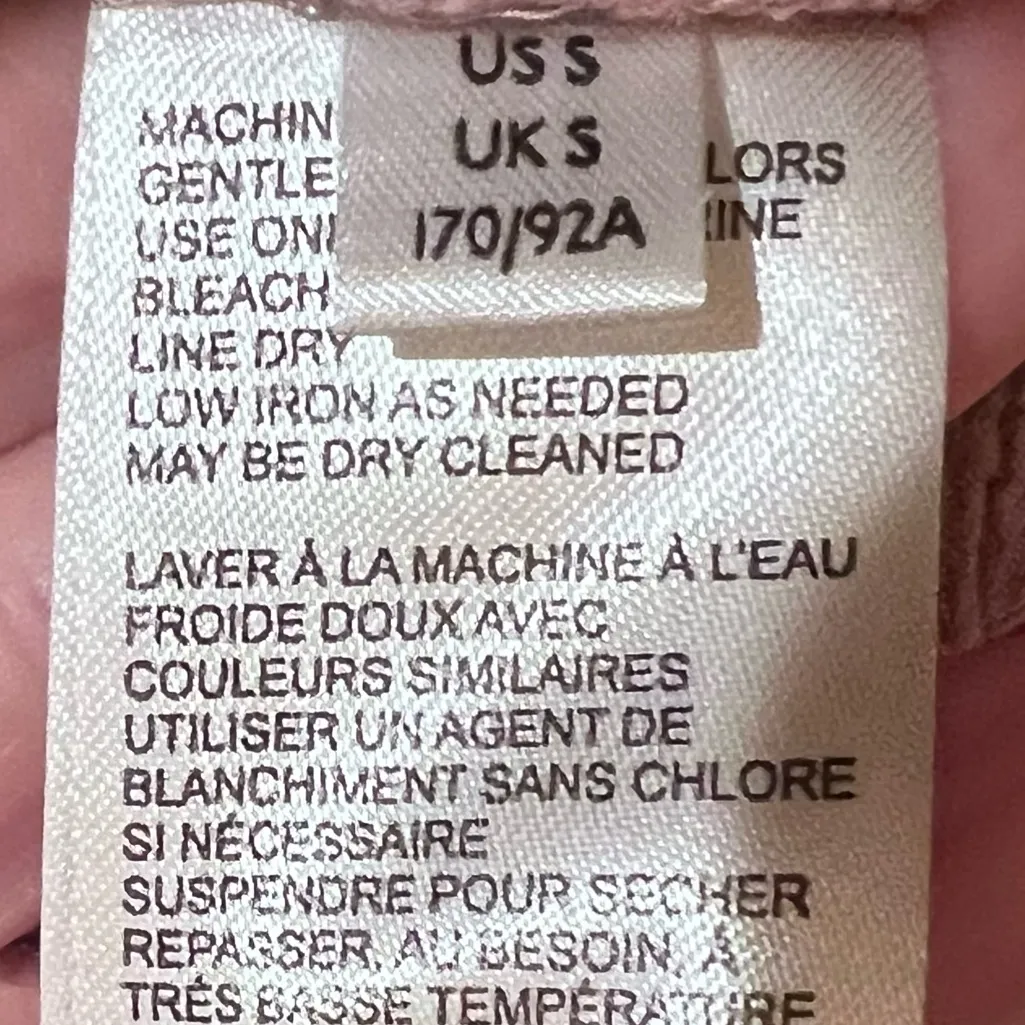 US S
UK S
170/92A
MACHIN
GENTLE LORS
USE ONL INE
BLEACH
LINE DRY
LOW IRON AS NEEDED
MAY BE DRY CLEANED
LAVER À LA MACHINE À L'EAU
FROIDE DOUX AVEC
COULEURS SIMILAIRES
UTILISER UN AGENT DE
BLANCHIMENT SANS CHLORE
SI NÉCESSAIRE
SUSPENDRE POUR SECHER
REPASSER, AU BESOIN, À
TRÉS BASSE TEMPÉRATURE